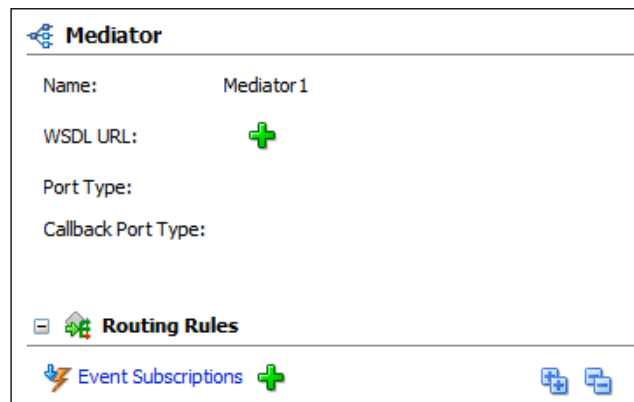 Mediator
Name: Mediator1
WSDL URL:
Port Type:
Callback Port Type:
Routing Rules
Event Subscriptions